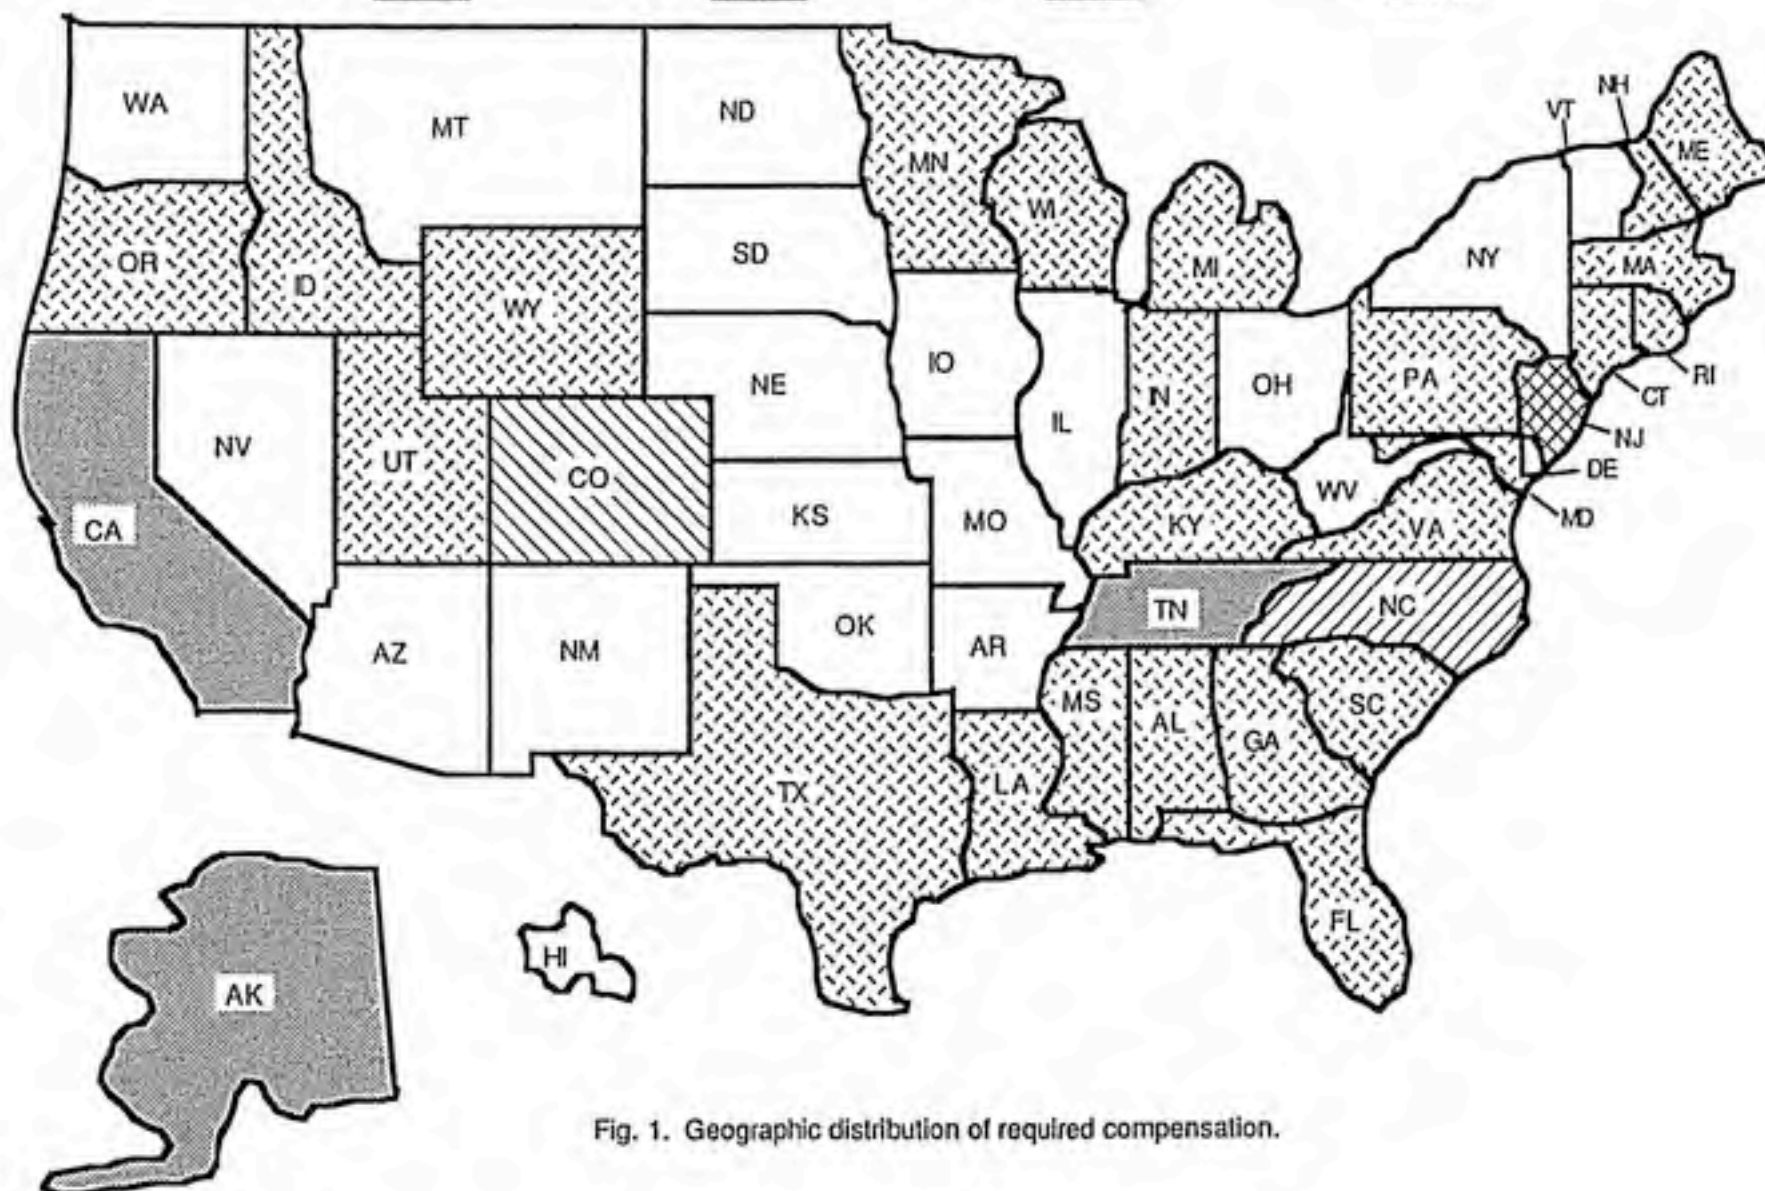 NH
VT
WA
MT
ND
MN
ME
WI
OR
ID
SD
MI
NY
MA
WY
IO
NE
IN
OH
PA
RI
CT
NV
UT
CO
IL
NJ
DE
CA
KS
MO
KY
WV
VA
MD
AZ
NM
OK
AR
TN
NC
MS
AL
GA
SC
TX
LA
FL
HI
AK
Fig. 1. Geographic distribution of required compensation.